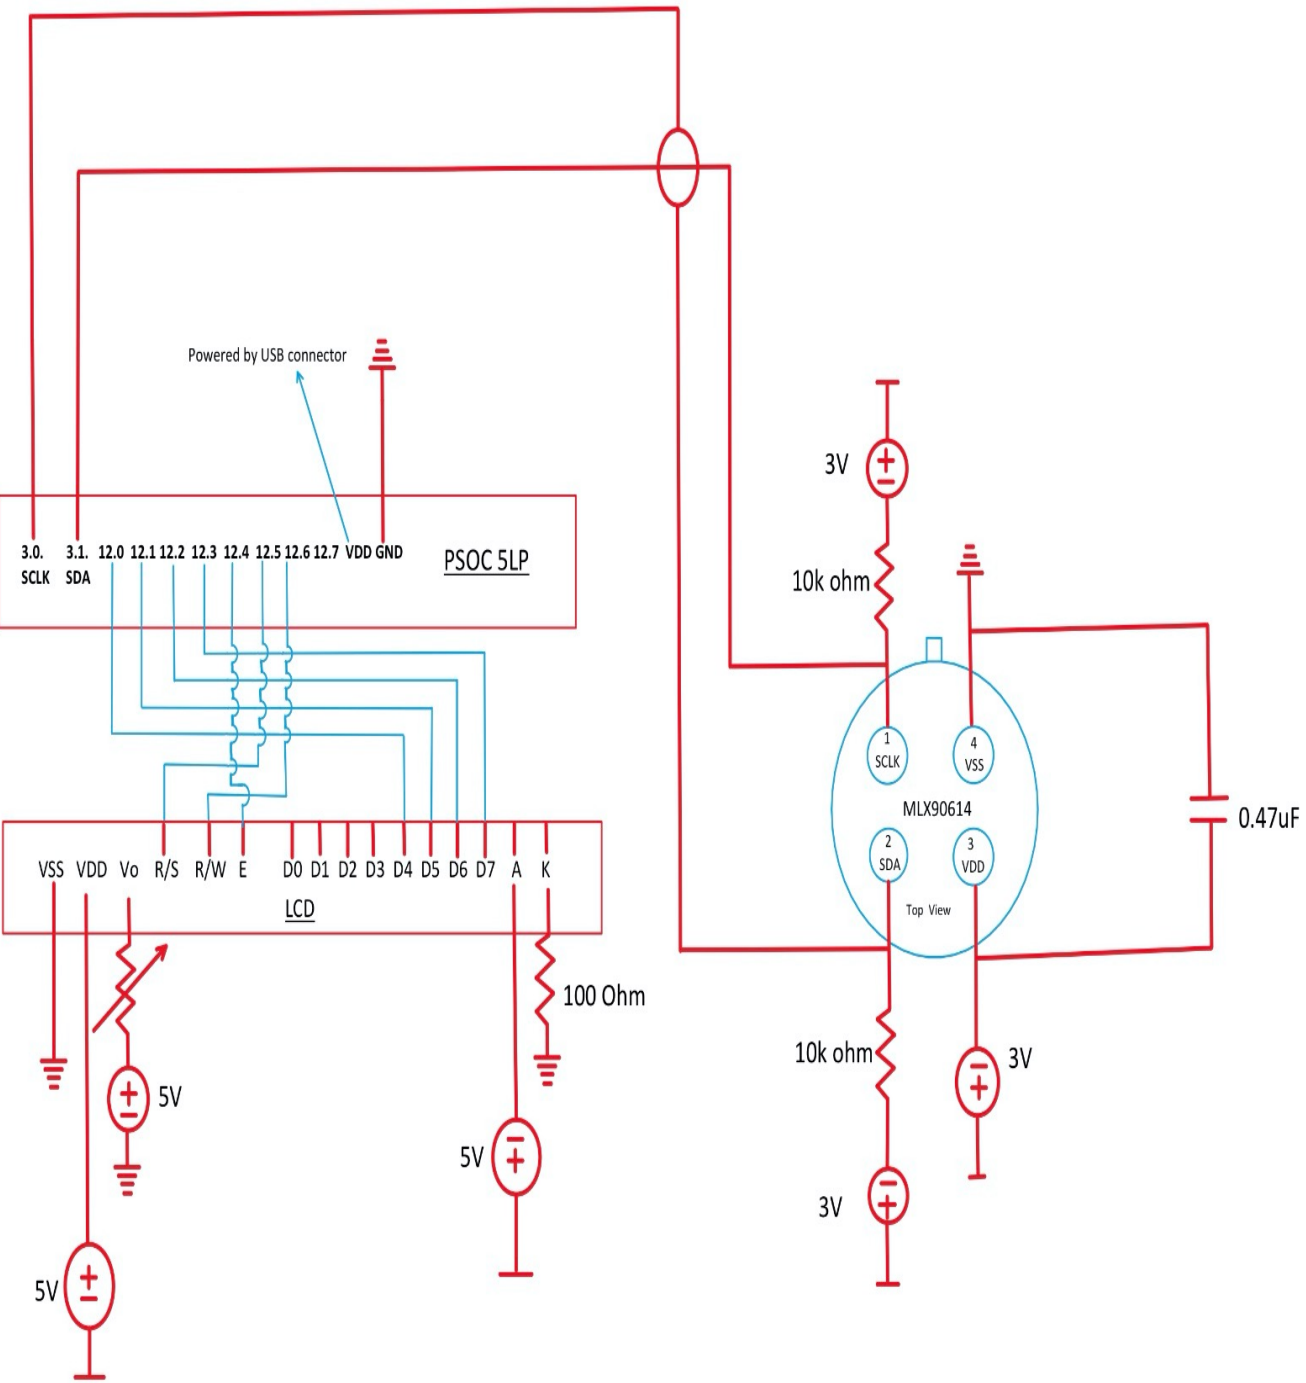 Powered by USB connector
3.0. 3.1. 12.0 12.1 12.2 12.3 12.4 12.5 12.6 12.7 VDD GND
SCLK SDA
PSOC 5LP
VSS VDD Vo R/S R/W E D0 D1 D2 D3 D4 D5 D6 D7 A K
LCD
100 Ohm
5V
+
−
5V
−
+
5V
+
−
3V
+
−
10k ohm
1
SCLK
4
VSS
MLX90614
2
SDA
3
VDD
Top View
0.47uF
10k ohm
3V
−
+
3V
−
+